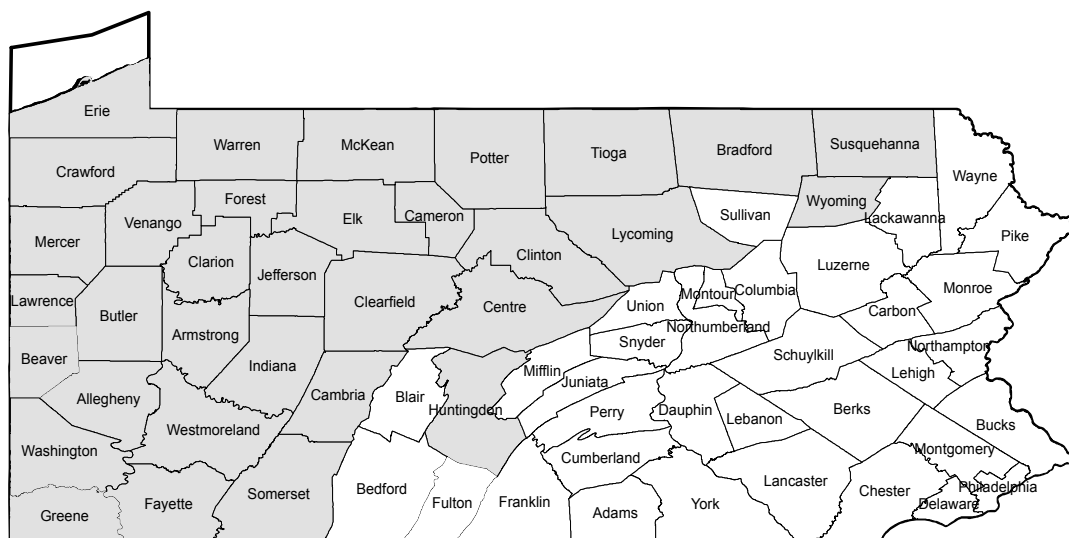 Erie
Warren
McKean
Potter
Tioga
Bradford
Susquehanna
Wayne
Crawford
Forest
Elk
Cameron
Wyoming
Lackawanna
Sullivan
Venango
Mercer
Lycoming
Pike
Clarion
Jefferson
Clinton
Luzerne
Clearfield
Monroe
Lawrence
Butler
Centre
Union
Montour
Columbia
Carbon
Armstrong
Northumberland
Snyder
Northampton
Beaver
Indiana
Schuylkill
Mifflin
Lehigh
Juniata
Allegheny
Cambria
Blair
Huntingdon
Perry
Dauphin
Lebanon
Berks
Bucks
Westmoreland
Washington
Cumberland
Montgomery
Somerset
Bedford
Fulton
Franklin
Lancaster
Chester
Philadelphia
Delaware
Greene
Fayette
Adams
York